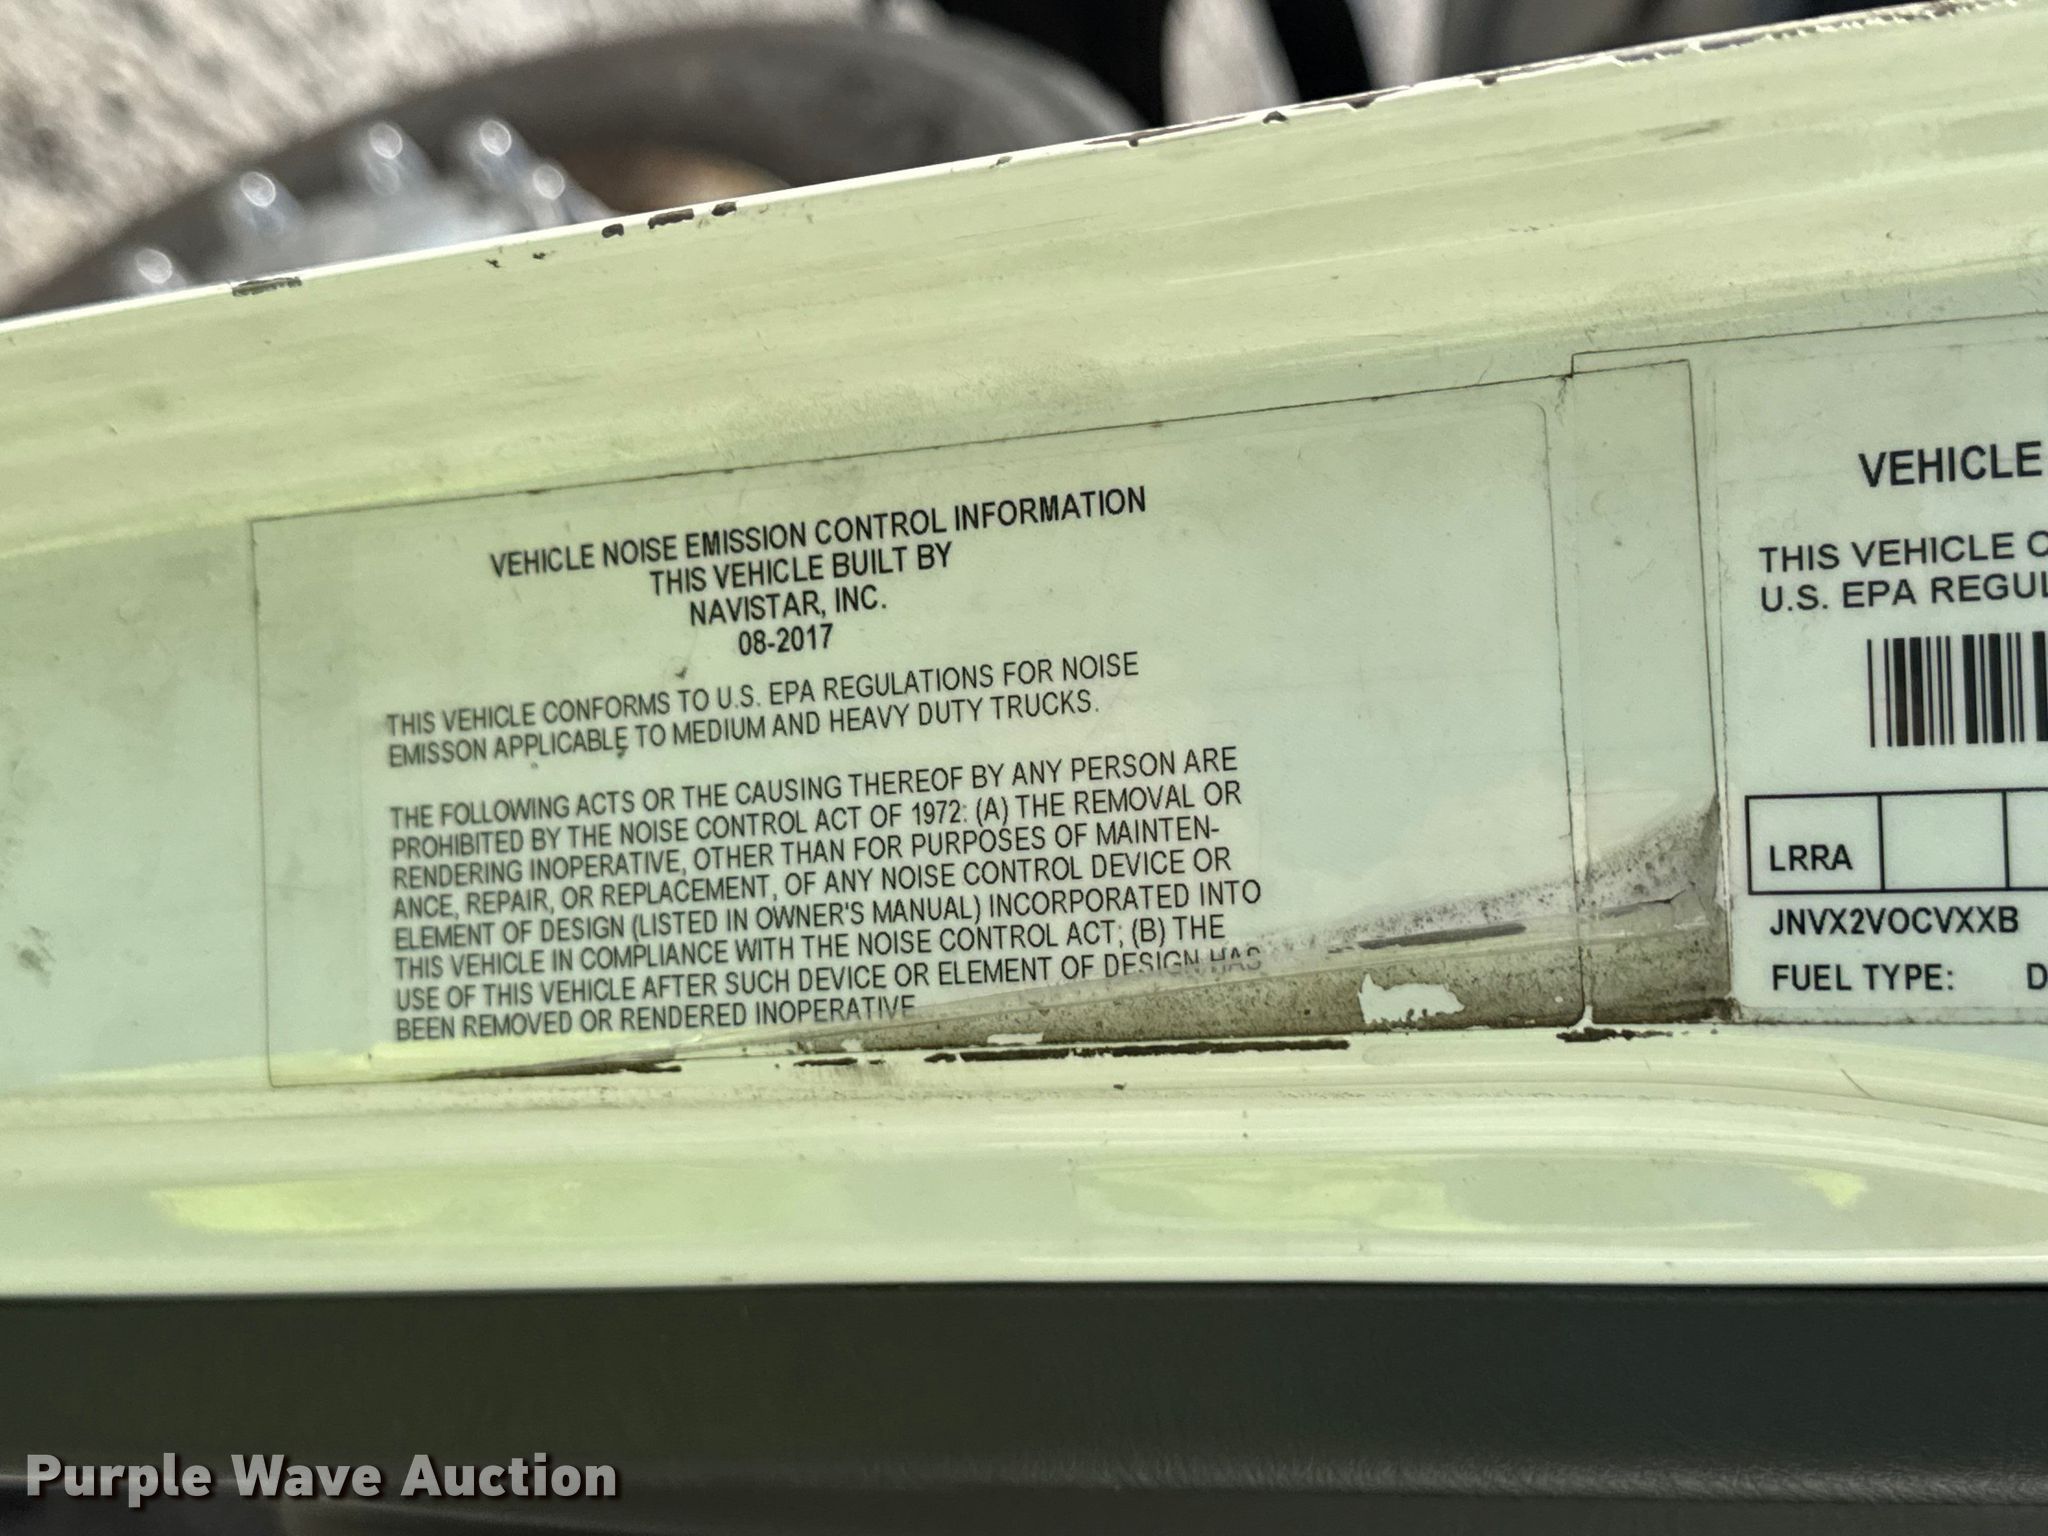 VEHICLE NOISE EMISSION CONTROL INFORMATION
THIS VEHICLE BUILT BY
NAVISTAR, INC.
08-2017
THIS VEHICLE CONFORMS TO U.S. EPA REGULATIONS FOR NOISE
EMISSON APPLICABLE TO MEDIUM AND HEAVY DUTY TRUCKS.
THE FOLLOWING ACTS OR THE CAUSING THEREOF BY ANY PERSON ARE
PROHIBITED BY THE NOISE CONTROL ACT OF 1972: (A) THE REMOVAL OR
RENDERING INOPERATIVE, OTHER THAN FOR PURPOSES OF MAINTEN-
ANCE, REPAIR, OR REPLACEMENT, OF ANY NOISE CONTROL DEVICE OR
ELEMENT OF DESIGN (LISTED IN OWNER'S MANUAL) INCORPORATED INTO
THIS VEHICLE IN COMPLIANCE WITH THE NOISE CONTROL ACT; (B) THE
USE OF THIS VEHICLE AFTER SUCH DEVICE OR ELEMENT OF DESIGN HAS
BEEN REMOVED OR RENDERED INOPERATIVE
VEHICLE
THIS VEHICLE
U.S. EPA
LRRA
JNVX2VOCVXXB
FUEL TYPE:
Purple Wave Auction